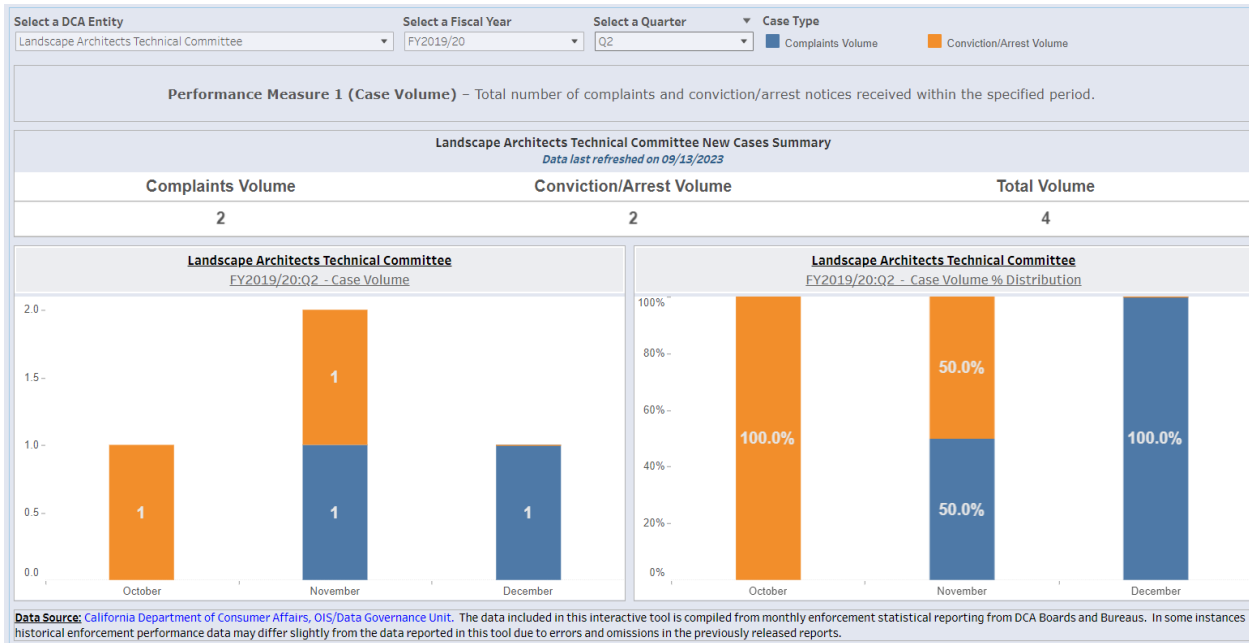 Select a DCA Entity
Select a Fiscal Year
Select a Quarter
Case Type
Landscape Architects Technical Committee
FY2019/20
Q2
Complaints Volume
Conviction/Arrest Volume
Performance Measure 1 (Case Volume) – Total number of complaints and conviction/arrest notices received within the specified period.
Landscape Architects Technical Committee New Cases Summary
Data last refreshed on 09/13/2023
Complaints Volume
Conviction/Arrest Volume
Total Volume
2
2
4
Landscape Architects Technical Committee
FY2019/20:Q2 - Case Volume
2.0
1.5
1.0
0.5
0.0
1
1
1
1
October
November
December
Landscape Architects Technical Committee
FY2019/20:Q2 - Case Volume % Distribution
100%
80%
60%
40%
20%
0%
100.0%
50.0%
50.0%
100.0%
October
November
December
Data Source: California Department of Consumer Affairs, OIS/Data Governance Unit. The data included in this interactive tool is compiled from monthly enforcement statistical reporting from DCA Boards and Bureaus. In some instances
historical enforcement performance data may differ slightly from the data reported in this tool due to errors and omissions in the previously released reports.